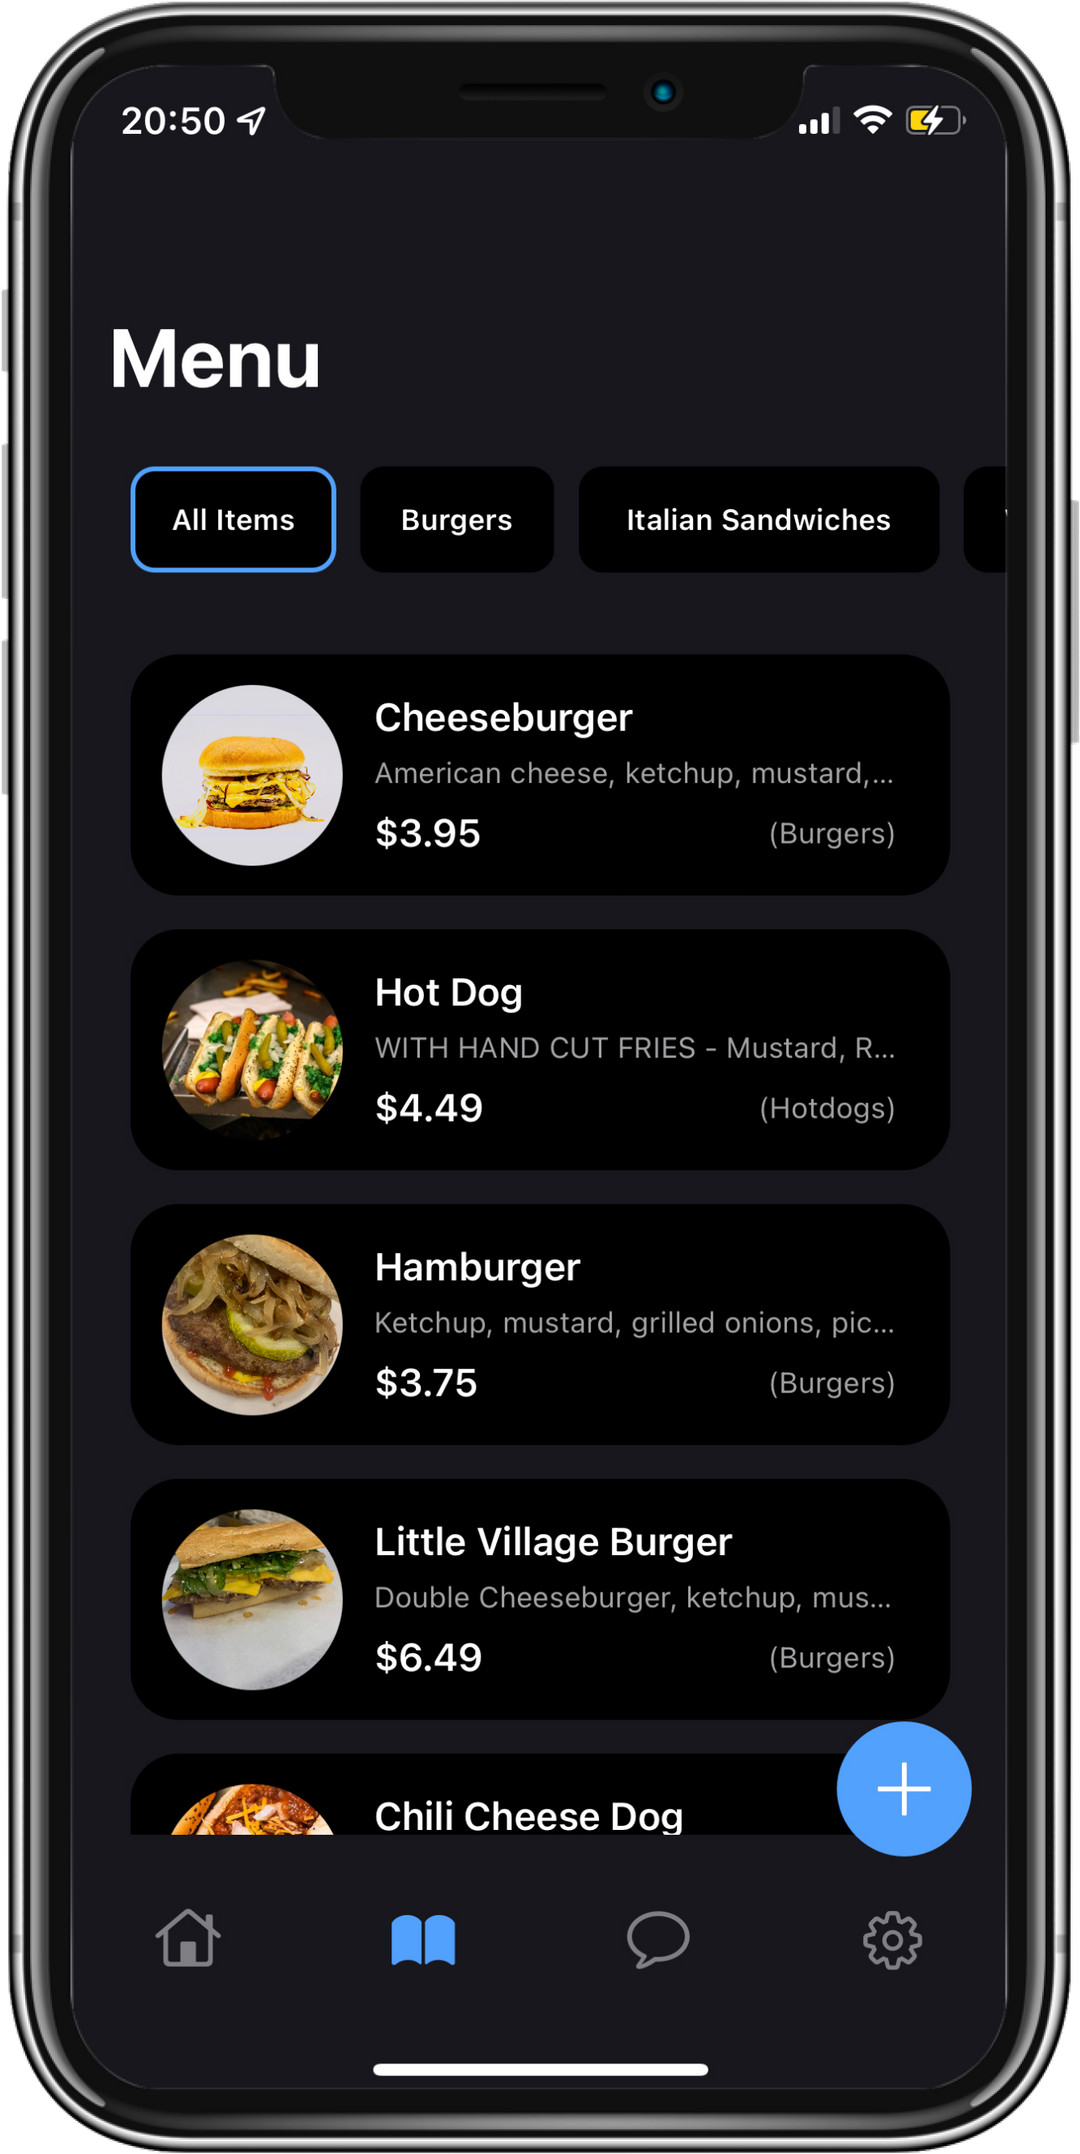 20:50
Menu
All Items
Burgers
Italian Sandwiches
Cheeseburger
American cheese, ketchup, mustard,...
$3.95
(Burgers)
Hot Dog
WITH HAND CUT FRIES - Mustard, R...
$4.49
(Hotdogs)
Hamburger
Ketchup, mustard, grilled onions, pic...
$3.75
(Burgers)
Little Village Burger
Double Cheeseburger, ketchup, mus...
$6.49
(Burgers)
Chili Cheese Dog